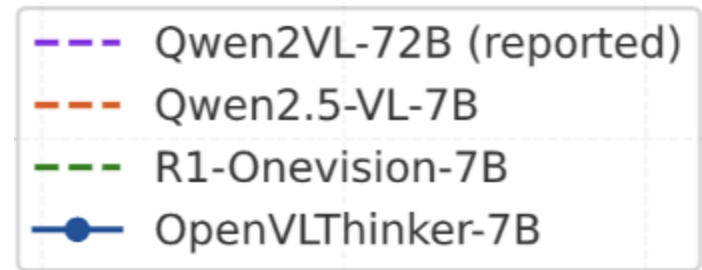 Qwen2VL-72B (reported)
Qwen2.5-VL-7B
R1-Onevision-7B
OpenVLThinker-7B